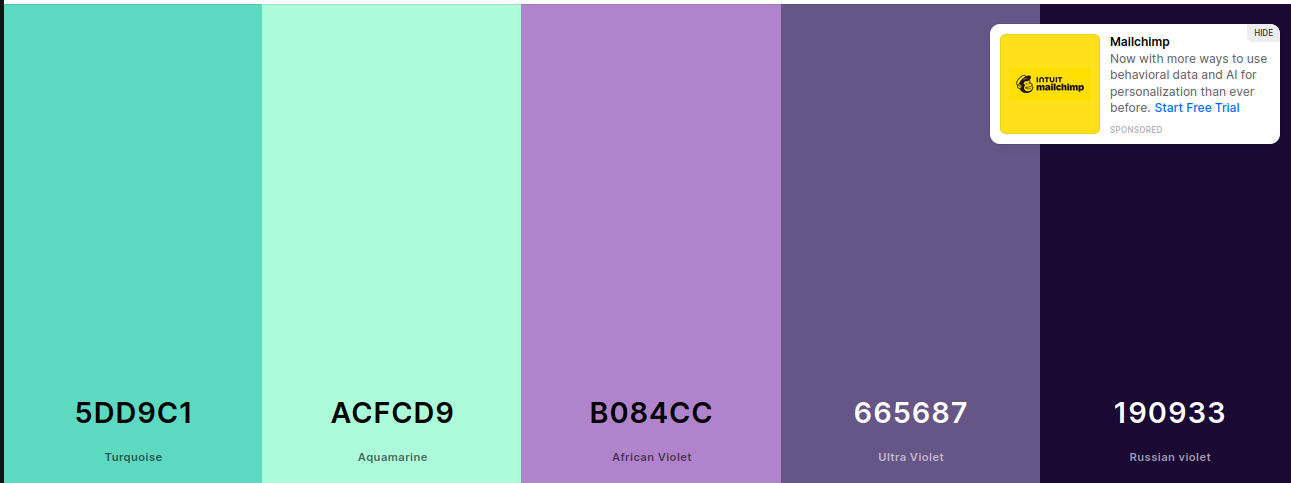 HIDE
Mailchimp
Now with more ways to use
behavioral data and AI for
personalization than ever
before. Start Free Trial
SPONSORED
INTUIT
mailchimp
5DD9C1
Turquoise
ACFCD9
Aquamarine
B084CC
African Violet
665687
Ultra Violet
190933
Russian violet